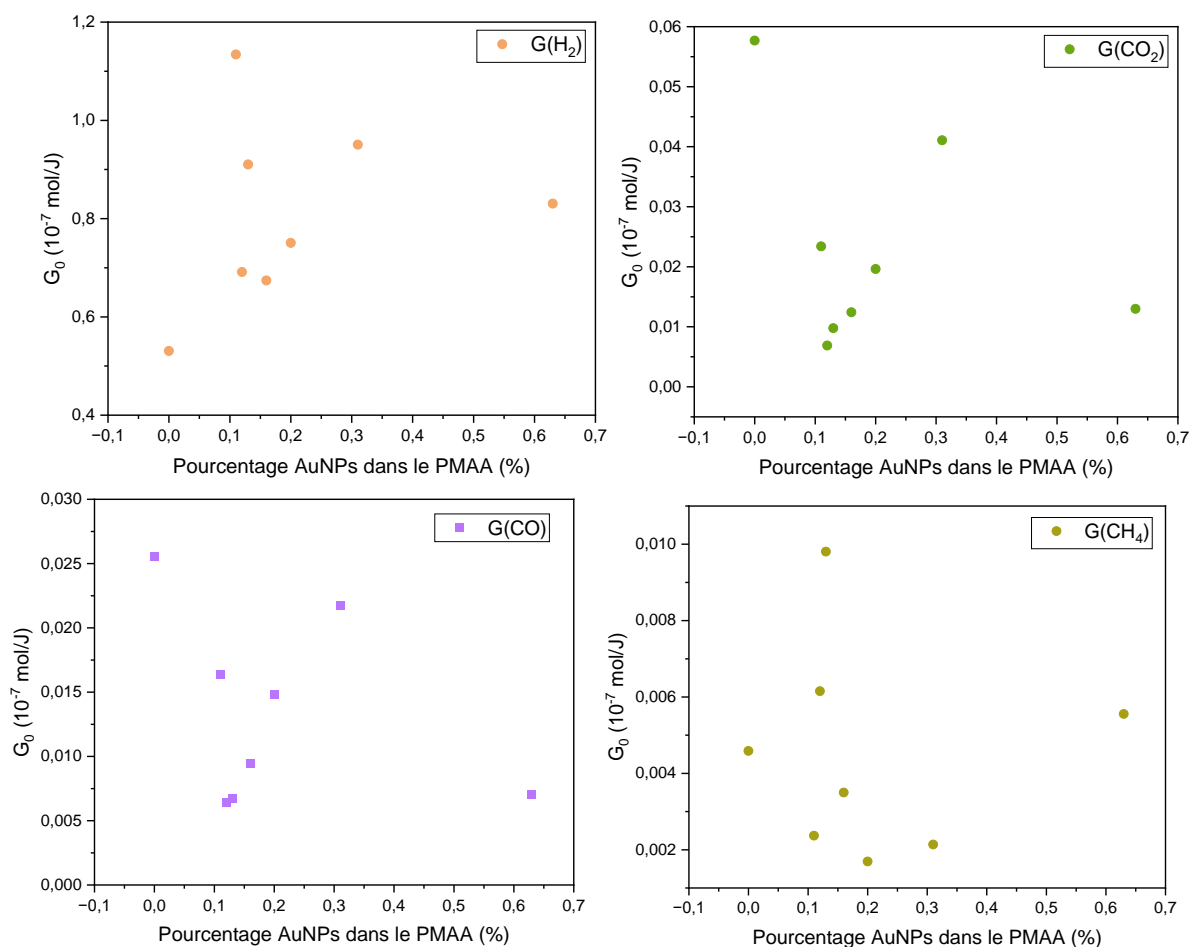 G(H₂)
G₀ (10⁻⁷ mol/J)
1,2
1,0
0,8
0,6
0,4
−0,1 0,0 0,1 0,2 0,3 0,4 0,5 0,6 0,7
Pourcentage AuNPs dans le PMAA (%)
G(CO₂)
G₀ (10⁻⁷ mol/J)
0,06
0,05
0,04
0,03
0,02
0,01
0,00
−0,1 0,0 0,1 0,2 0,3 0,4 0,5 0,6 0,7
Pourcentage AuNPs dans le PMAA (%)
G(CO)
G₀ (10⁻⁷ mol/J)
0,030
0,025
0,020
0,015
0,010
0,005
0,000
−0,1 0,0 0,1 0,2 0,3 0,4 0,5 0,6 0,7
Pourcentage AuNPs dans le PMAA (%)
G(CH₄)
G₀ (10⁻⁷ mol/J)
0,010
0,008
0,006
0,004
0,002
−0,1 0,0 0,1 0,2 0,3 0,4 0,5 0,6 0,7
Pourcentage AuNPs dans le PMAA (%)